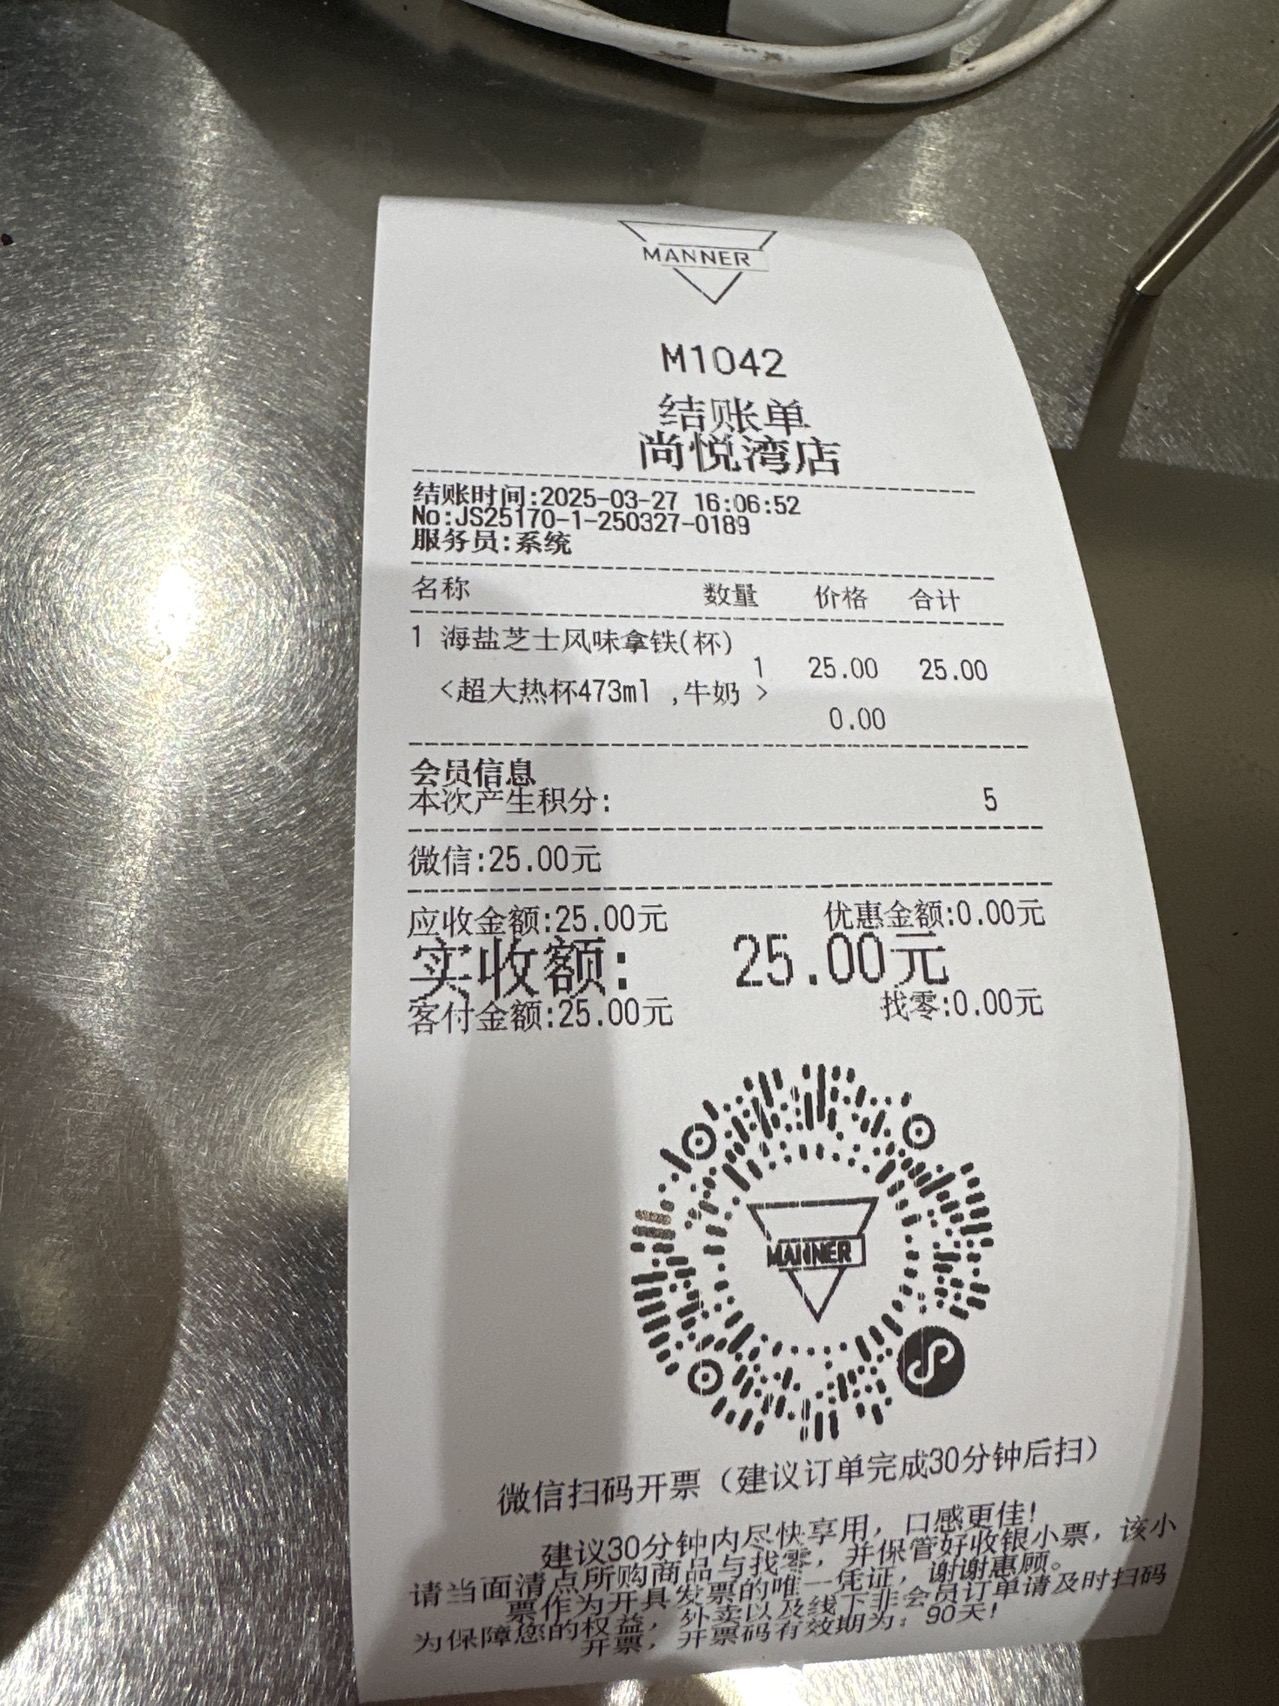 MANNER
M1042
结账单
尚悦湾店
结账时间:2025-03-27 16:06:52
No:JS25170-1-250327-0189
服务员:系统
名称 数量 价格 合计
1 海盐芝士风味拿铁(杯)
1 25.00 25.00
<超大热杯473ml ,牛奶 >
0.00
会员信息
本次产生积分: 5
微信:25.00元
应收金额:25.00元 优惠金额:0.00元
实收额: 25.00元
客付金额:25.00元 找零:0.00元
MANNER
微信扫码开票（建议订单完成30分钟后扫）
建议30分钟内尽快享用，口感更佳!
请当面清点所购商品与找零，并保管好收银小票，该小
票作为开具发票的唯一凭证，谢谢惠顾。
为保障您的权益，外卖以及线下非会员订单请及时扫码
开票，开票码有效期为：90天!